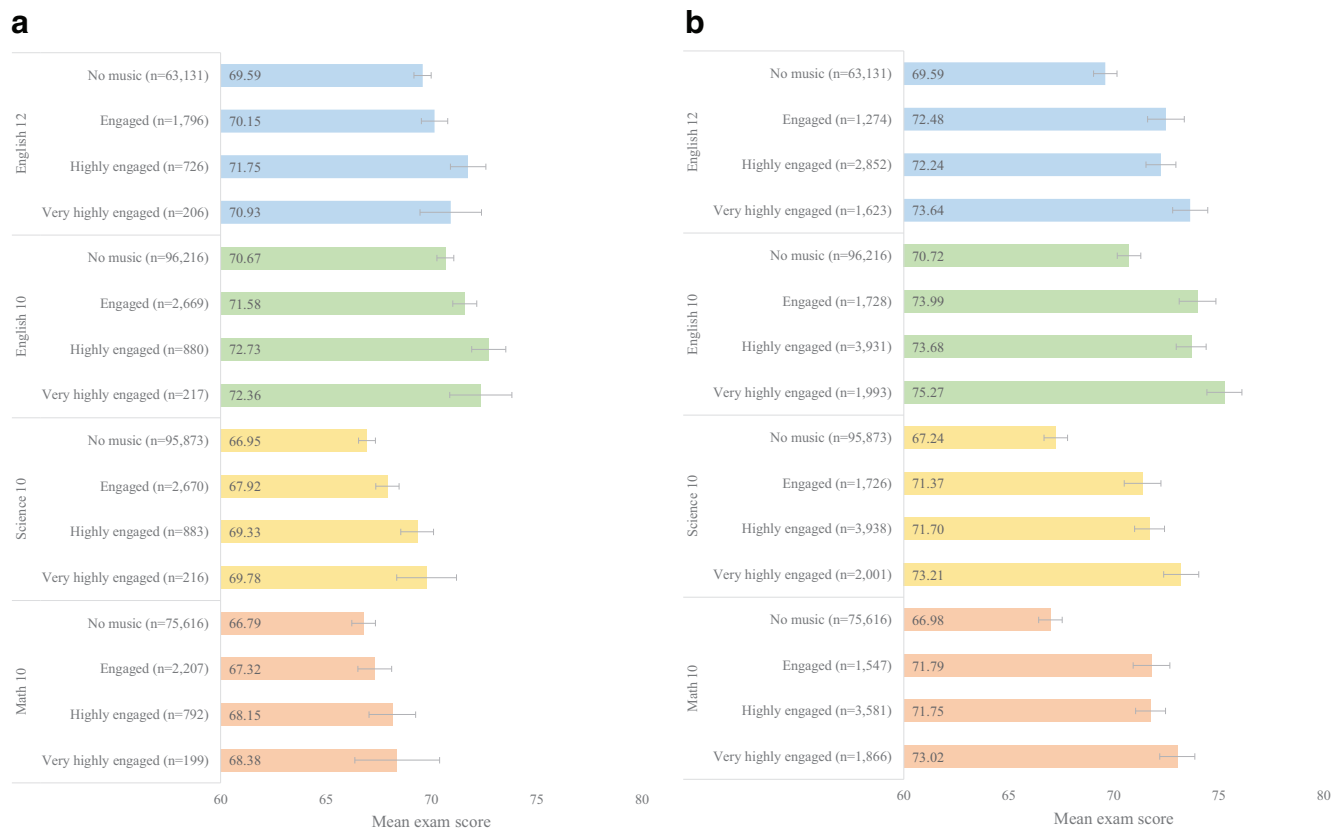 a
English 12
No music (n=63,131) 69.59
Engaged (n=1,796) 70.15
Highly engaged (n=726) 71.75
Very highly engaged (n=206) 70.93
English 10
No music (n=96,216) 70.67
Engaged (n=2,669) 71.58
Highly engaged (n=880) 72.73
Very highly engaged (n=217) 72.36
Science 10
No music (n=95,873) 66.95
Engaged (n=2,670) 67.92
Highly engaged (n=883) 69.33
Very highly engaged (n=216) 69.78
Math 10
No music (n=75,616) 66.79
Engaged (n=2,207) 67.32
Highly engaged (n=792) 68.15
Very highly engaged (n=199) 68.38
60 65 70 75 80
Mean exam score
b
English 12
No music (n=63,131) 69.59
Engaged (n=1,274) 72.48
Highly engaged (n=2,852) 72.24
Very highly engaged (n=1,623) 73.64
English 10
No music (n=96,216) 70.72
Engaged (n=1,728) 73.99
Highly engaged (n=3,931) 73.68
Very highly engaged (n=1,993) 75.27
Science 10
No music (n=95,873) 67.24
Engaged (n=1,726) 71.37
Highly engaged (n=3,938) 71.70
Very highly engaged (n=2,001) 73.21
Math 10
No music (n=75,616) 66.98
Engaged (n=1,547) 71.79
Highly engaged (n=3,581) 71.75
Very highly engaged (n=1,866) 73.02
60 65 70 75 80
Mean exam score